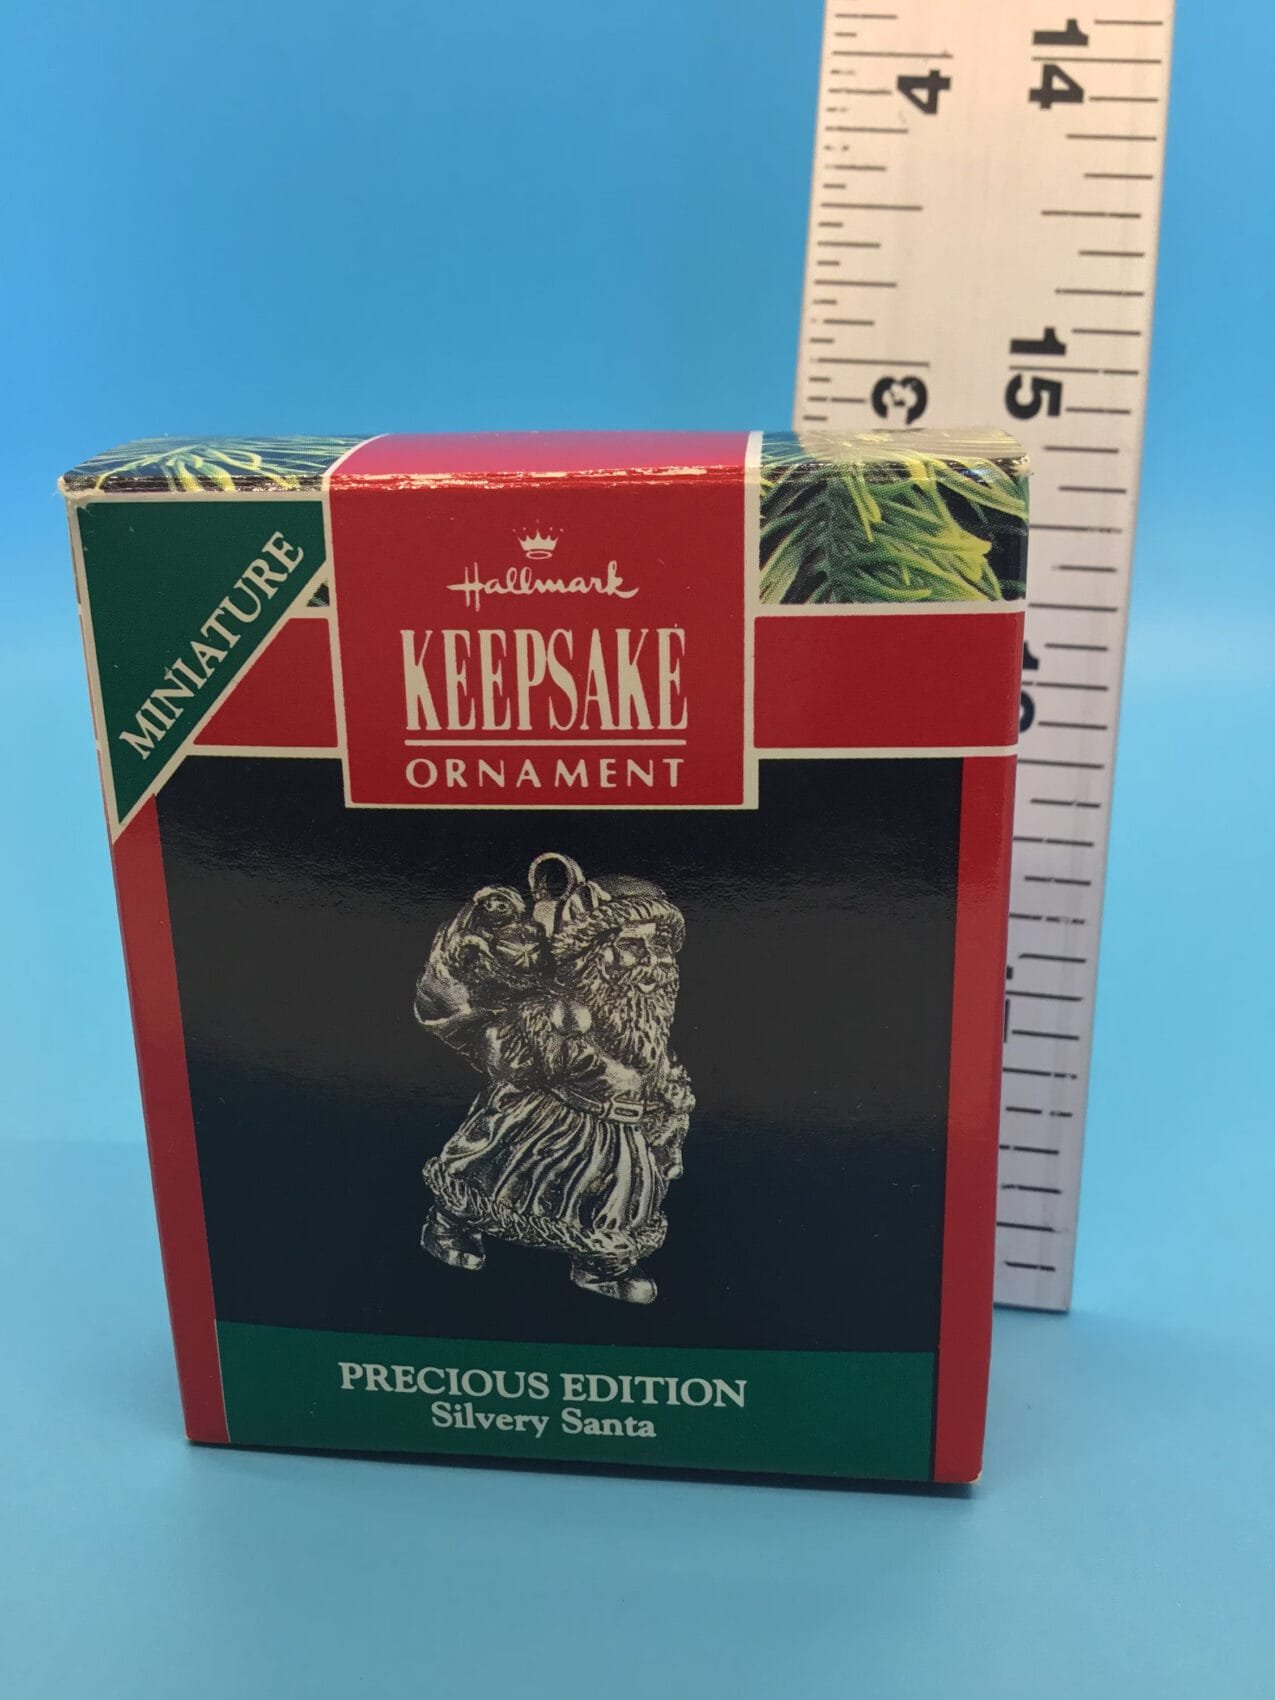 4 14
3 15
MINIATURE
Hallmark
KEEPSAKE
ORNAMENT
PRECIOUS EDITION
Silvery Santa